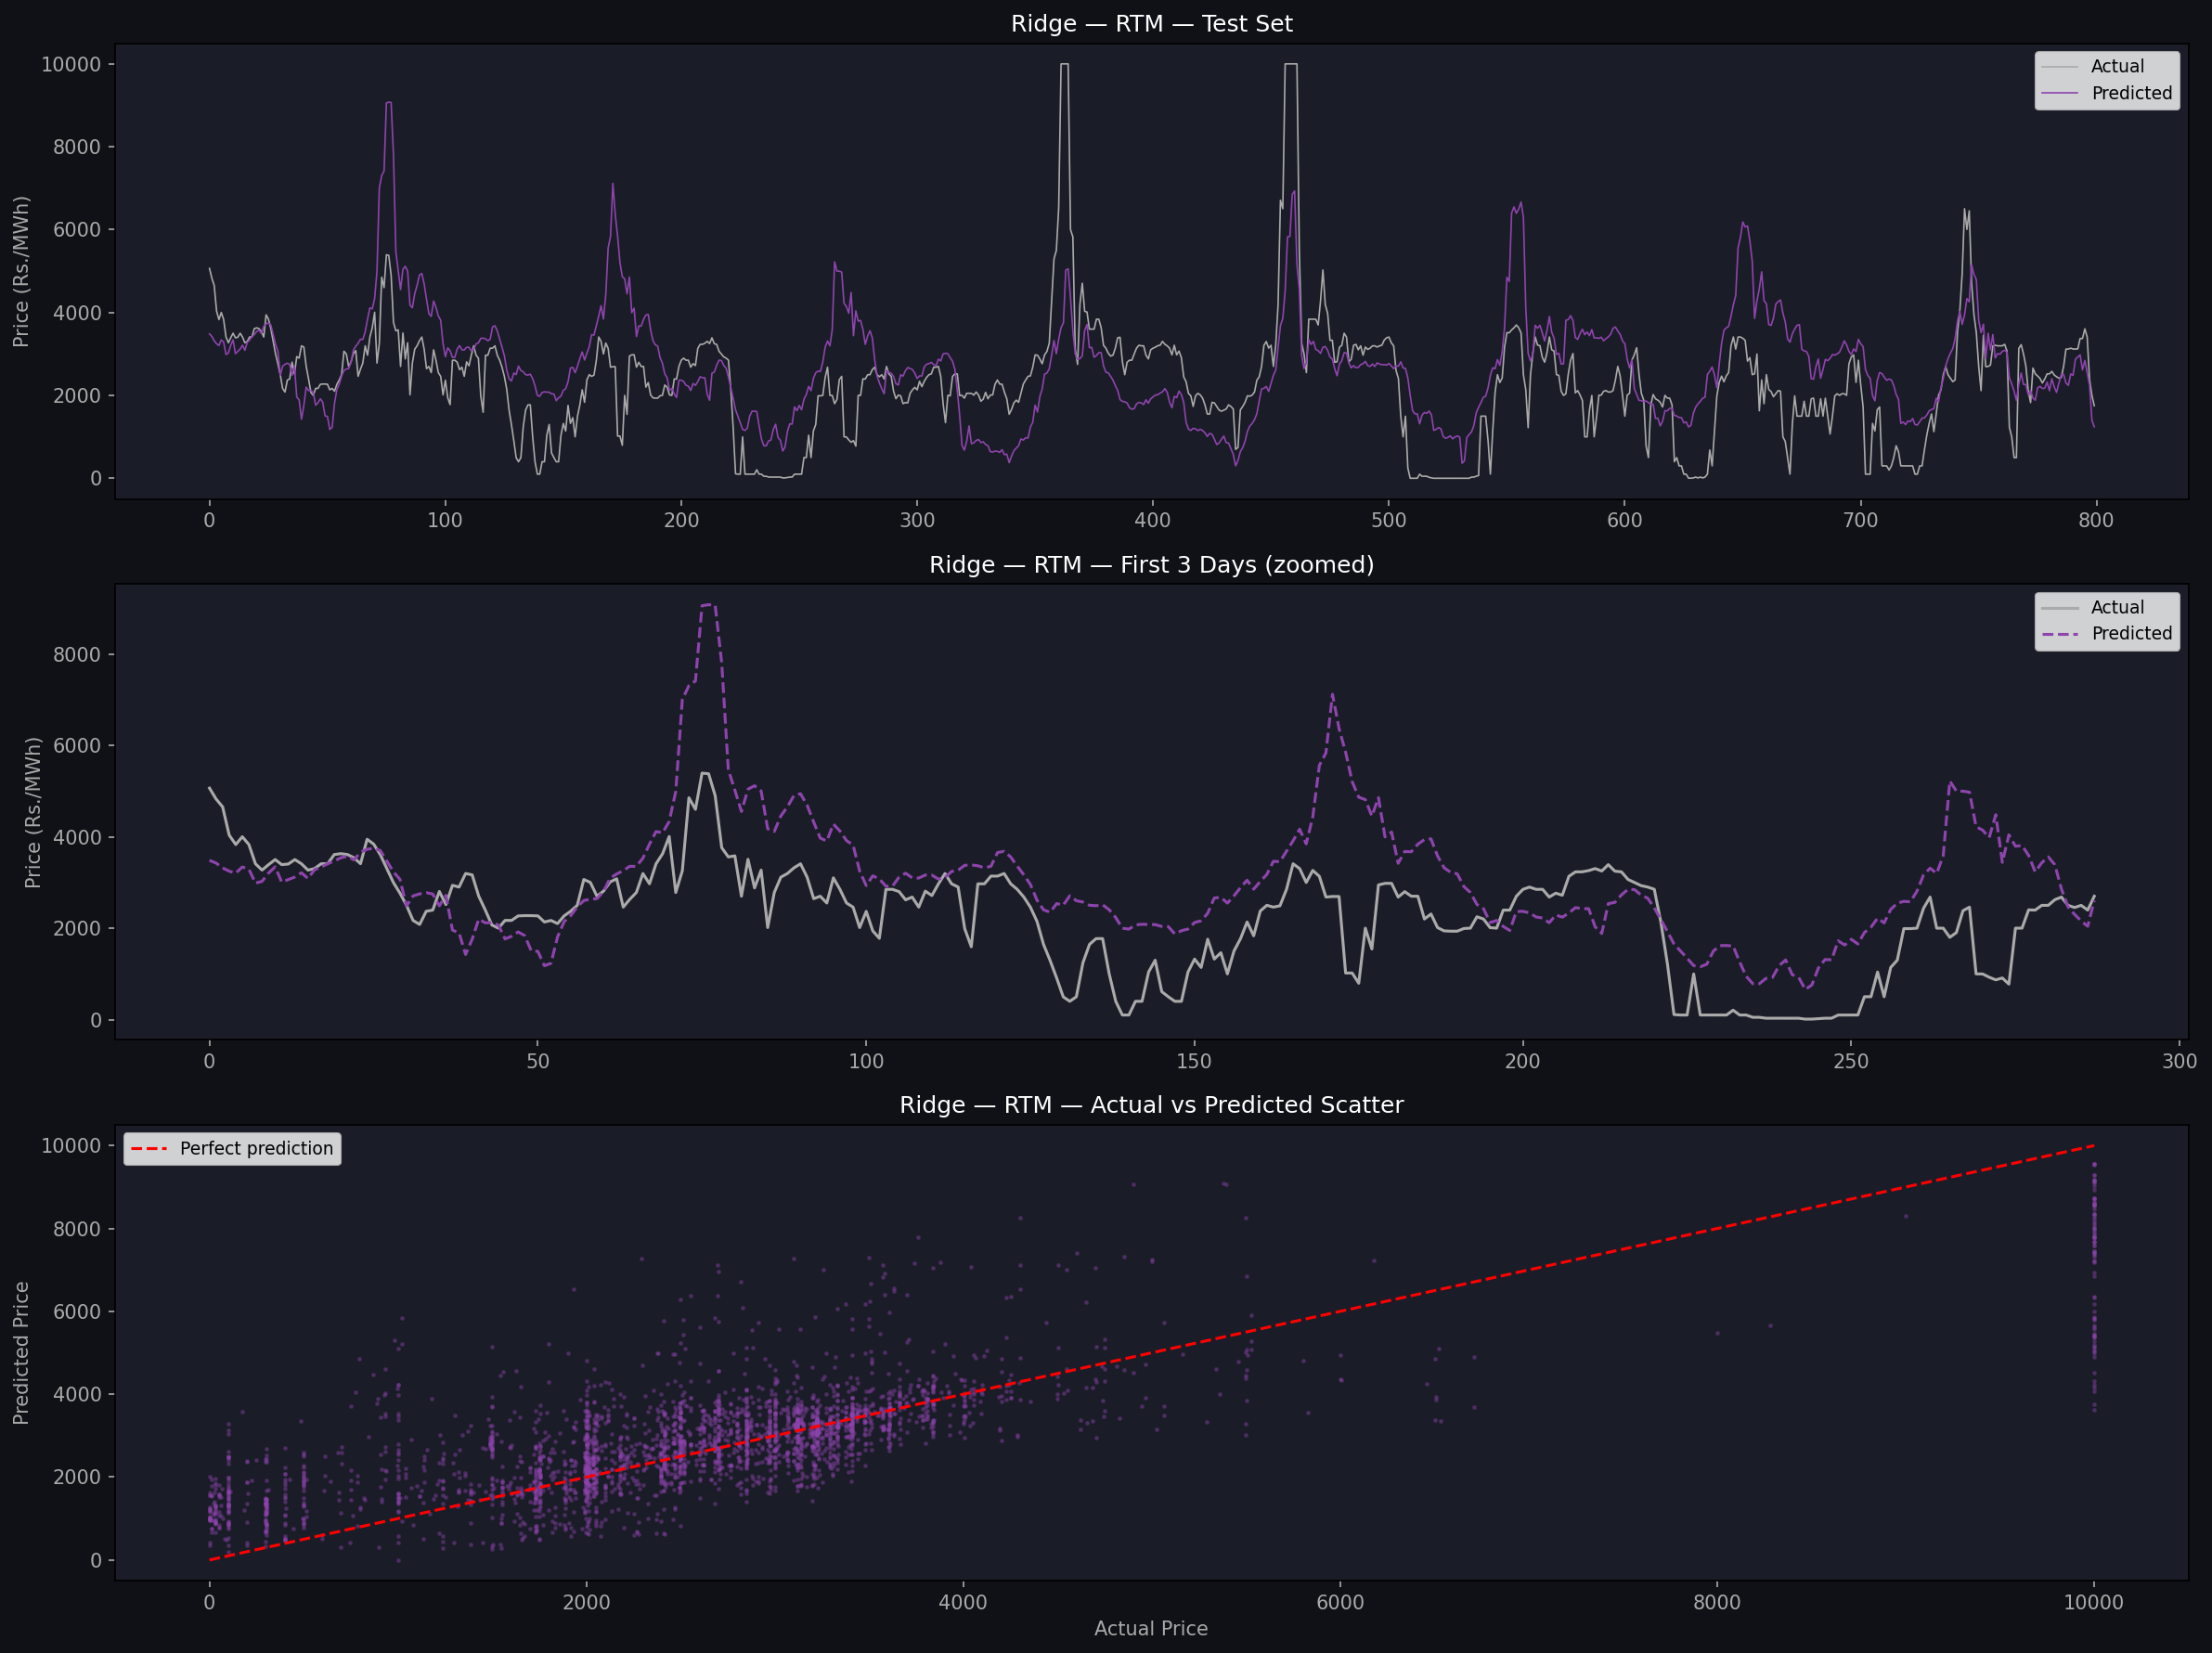 Ridge — RTM — Test Set
Price (Rs./MWh)
10000
8000
6000
4000
2000
0
Actual
Predicted
0 100 200 300 400 500 600 700 800
Ridge — RTM — First 3 Days (zoomed)
Price (Rs./MWh)
8000
6000
4000
2000
0
Actual
Predicted
0 50 100 150 200 250 300
Ridge — RTM — Actual vs Predicted Scatter
Predicted Price
10000
8000
6000
4000
2000
0
Perfect prediction
0 2000 4000 6000 8000 10000
Actual Price